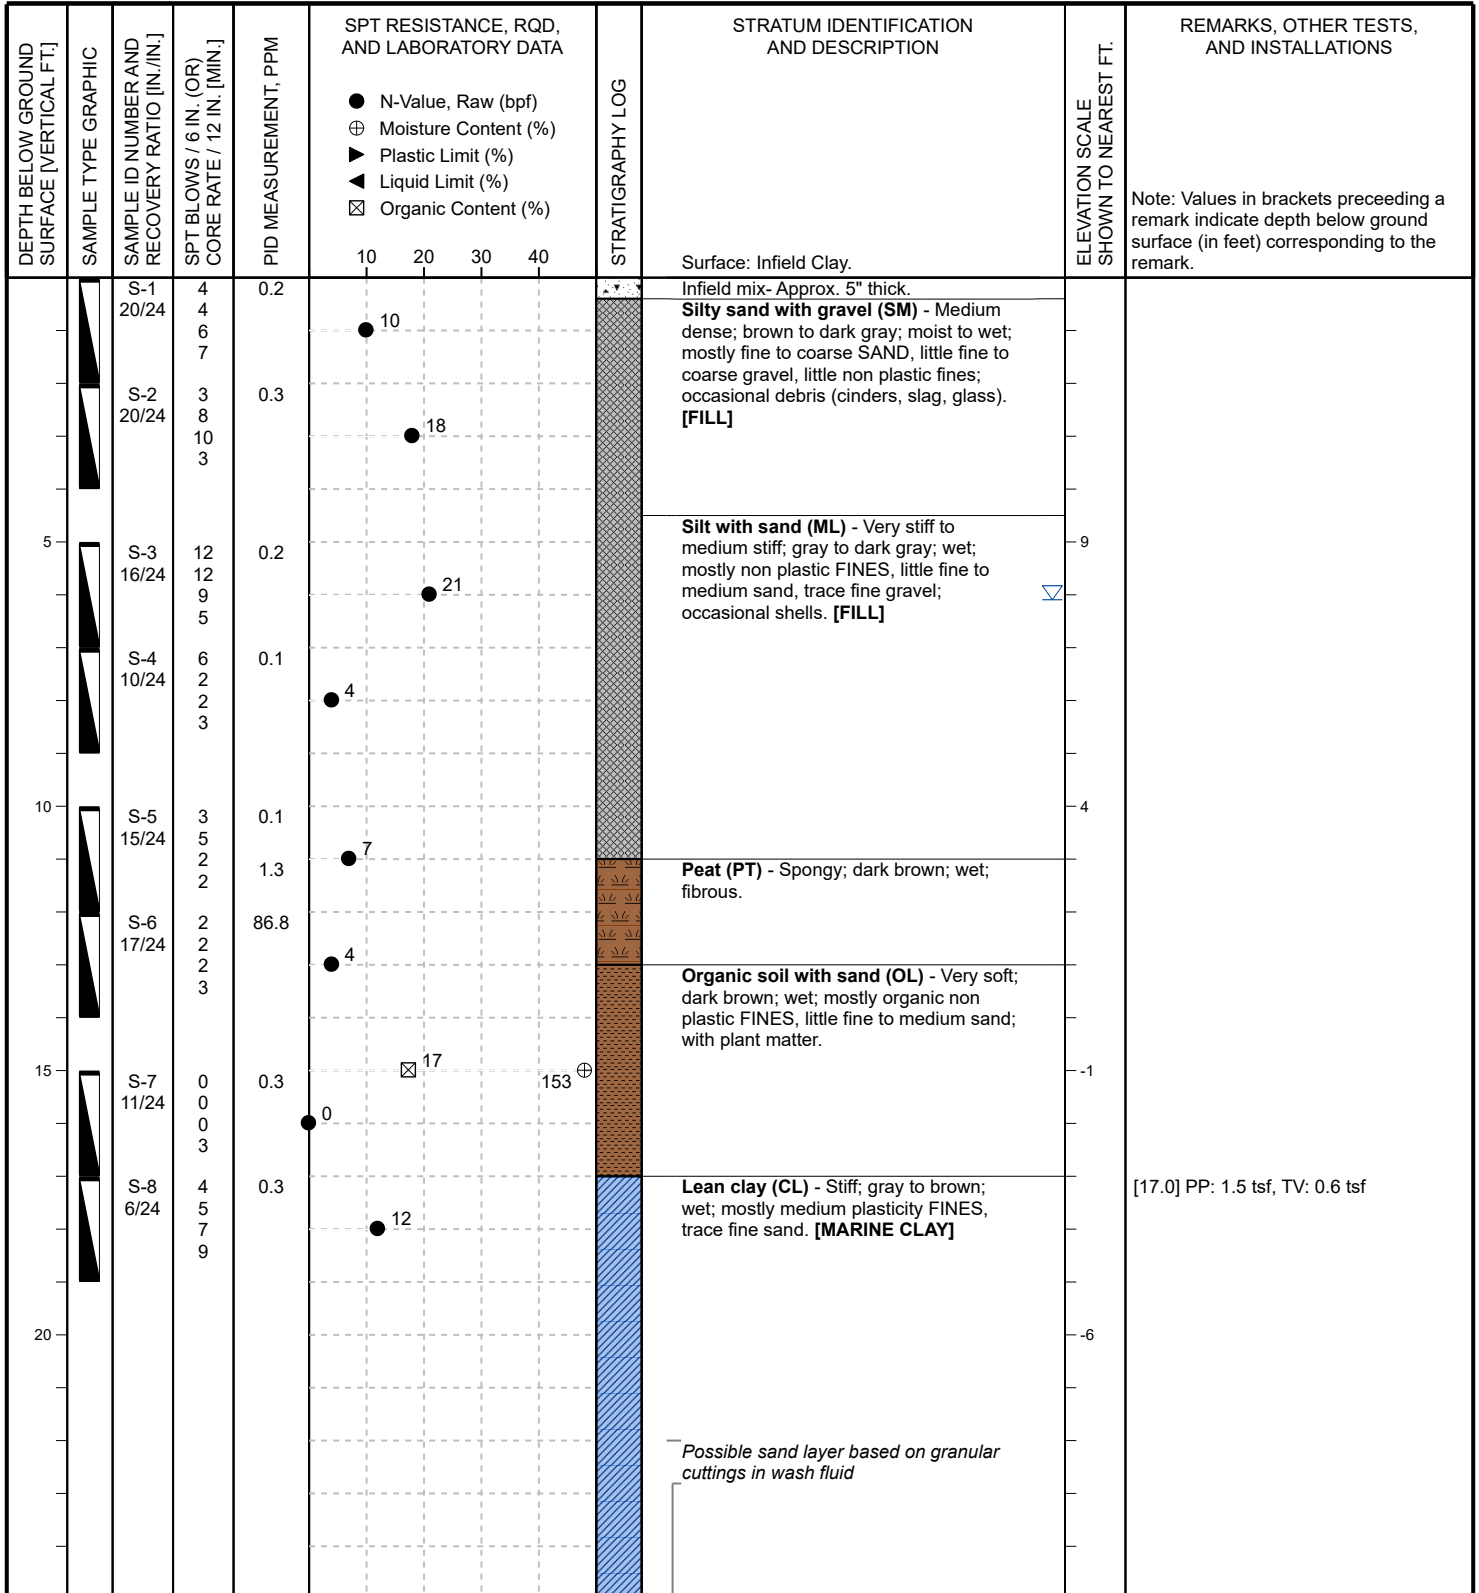 DEPTH BELOW GROUND
SURFACE [VERTICAL FT.]
SAMPLE TYPE GRAPHIC
SAMPLE ID NUMBER AND
RECOVERY RATIO [IN./IN.]
SPT BLOWS / 6 IN. (OR)
CORE RATE / 12 IN. [MIN.]
PID MEASUREMENT, PPM
SPT RESISTANCE, RQD,
AND LABORATORY DATA
N-Value, Raw (bpf)
Moisture Content (%)
Plastic Limit (%)
Liquid Limit (%)
Organic Content (%)
10 20 30 40
STRATIGRAPHY LOG
STRATUM IDENTIFICATION
AND DESCRIPTION
Surface: Infield Clay.
ELEVATION SCALE
SHOWN TO NEAREST FT.
REMARKS, OTHER TESTS,
AND INSTALLATIONS
Note: Values in brackets preceeding a
remark indicate depth below ground
surface (in feet) corresponding to the
remark.
S-1 4 0.2 Infield mix- Approx. 5" thick.
20/24 4
6
7
10
Silty sand with gravel (SM) - Medium
dense; brown to dark gray; moist to wet;
mostly fine to coarse SAND, little fine to
coarse gravel, little non plastic fines;
occasional debris (cinders, slag, glass).
[FILL]
S-2 3 0.3
20/24 8
10
3
18
Silt with sand (ML) - Very stiff to
medium stiff; gray to dark gray; wet;
mostly non plastic FINES, little fine to
medium sand, trace fine gravel;
occasional shells. [FILL]
5 9
S-3 12 0.2
16/24 12
9
5
21
S-4 6 0.1
10/24 2
2
3
4
10 4
S-5 3 0.1
15/24 5
2
2
7
1.3
Peat (PT) - Spongy; dark brown; wet;
fibrous.
S-6 2 86.8
17/24 2
2
3
4
Organic soil with sand (OL) - Very soft;
dark brown; wet; mostly organic non
plastic FINES, little fine to medium sand;
with plant matter.
17
15 153 -1
S-7 0 0.3
11/24 0
0
3
0
S-8 4 0.3
6/24 5
7
9
12
Lean clay (CL) - Stiff; gray to brown;
wet; mostly medium plasticity FINES,
trace fine sand. [MARINE CLAY]
[17.0] PP: 1.5 tsf, TV: 0.6 tsf
20 -6
Possible sand layer based on granular
cuttings in wash fluid